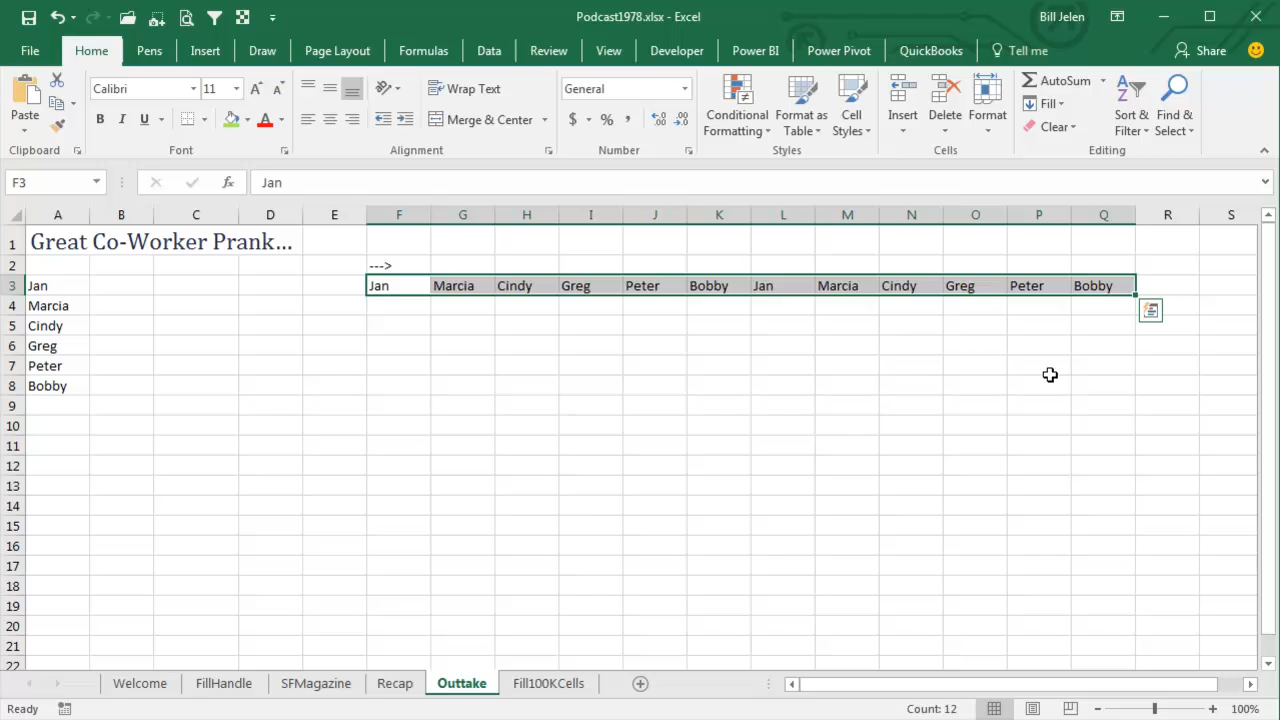 Podcast1978.xlsx - Excel
Bill Jelen
File Home Pens Insert Draw Page Layout Formulas Data Review View Developer Power BI Power Pivot QuickBooks Tell me Share
Paste
Calibri 11
Wrap Text
General
Conditional Formatting
Format as Table
Cell Styles
Insert
Delete
Format
AutoSum
Fill
Clear
Sort & Filter
Find & Select
B I U
Merge & Center
$ % ,
Clipboard Font Alignment Number Styles Cells Editing
F3 fx Jan
A B C D E F G H I J K L M N O P Q R S
1 Great Co-Worker Prank...
2 --->
3 Jan Jan Marcia Cindy Greg Peter Bobby Jan Marcia Cindy Greg Peter Bobby
4 Marcia
5 Cindy
6 Greg
7 Peter
8 Bobby
9
10
11
12
13
14
15
16
17
18
19
20
21
22
Welcome FillHandle SFMagazine Recap Outtake Fill100KCells
Ready Count: 12 100%